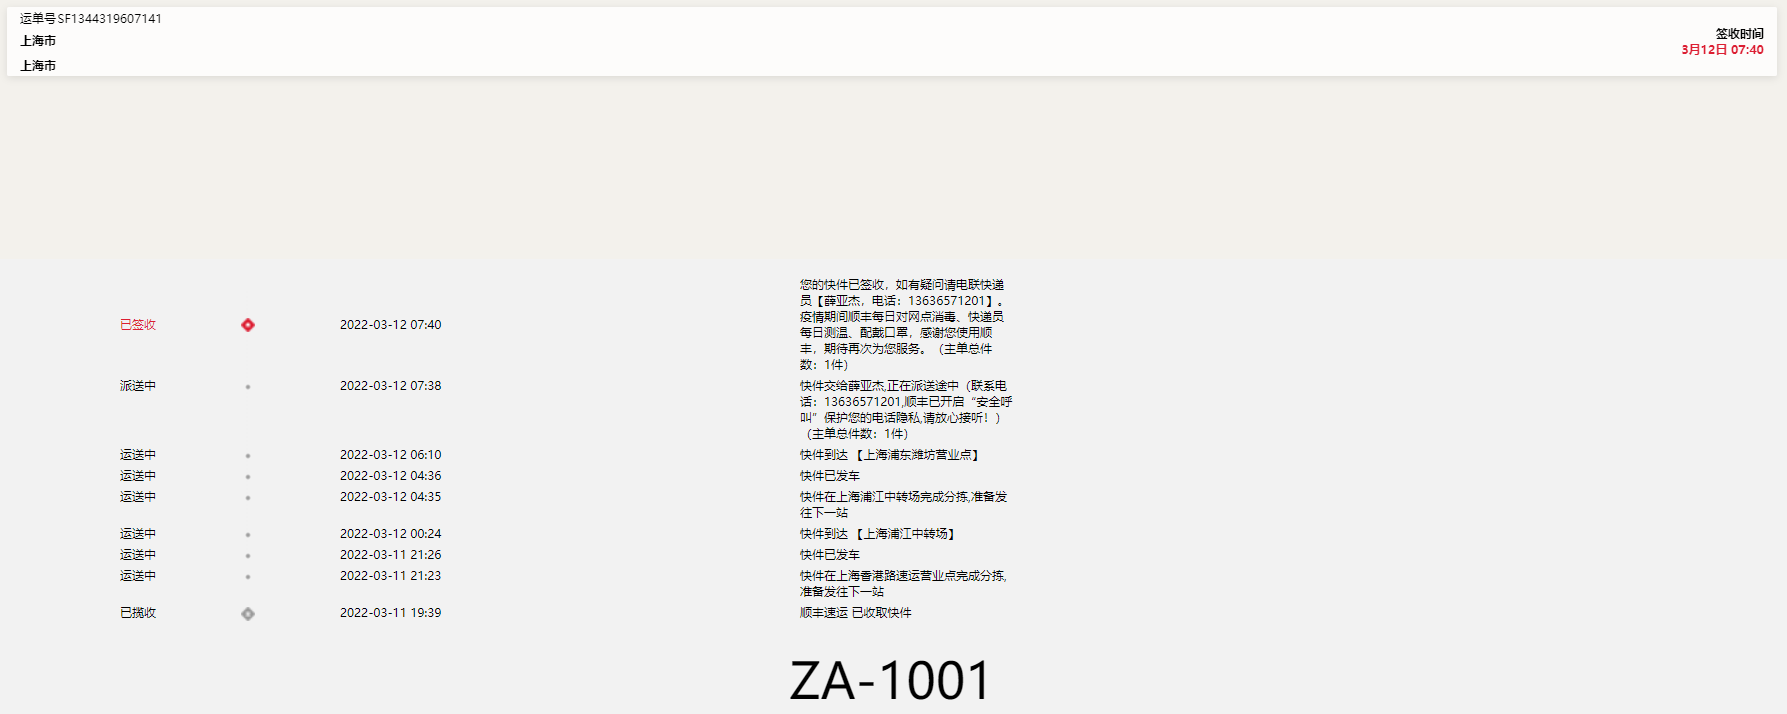 运单号SF1344319607141
上海市
上海市
签收时间
3月12日 07:40
已签收
2022-03-12 07:40
您的快件已签收，如有疑问请电联快递
员【薛亚杰，电话：13636571201】。
疫情期间顺丰每日对网点消毒、快递员
每日测温、配戴口罩，感谢您使用顺
丰，期待再次为您服务。（主单总件
数：1件）
派送中
2022-03-12 07:38
快件交给薛亚杰,正在派送途中（联系电
话：13636571201,顺丰已开启“安全呼
叫”保护您的电话隐私,请放心接听！）
（主单总件数：1件）
运送中
2022-03-12 06:10
快件到达 【上海浦东潍坊营业点】
运送中
2022-03-12 04:36
快件已发车
运送中
2022-03-12 04:35
快件在上海浦江中转场完成分拣,准备发
往下一站
运送中
2022-03-12 00:24
快件到达 【上海浦江中转场】
运送中
2022-03-11 21:26
快件已发车
运送中
2022-03-11 21:23
快件在上海香港路速运营业点完成分拣,
准备发往下一站
已揽收
2022-03-11 19:39
顺丰速运 已收取快件
ZA-1001